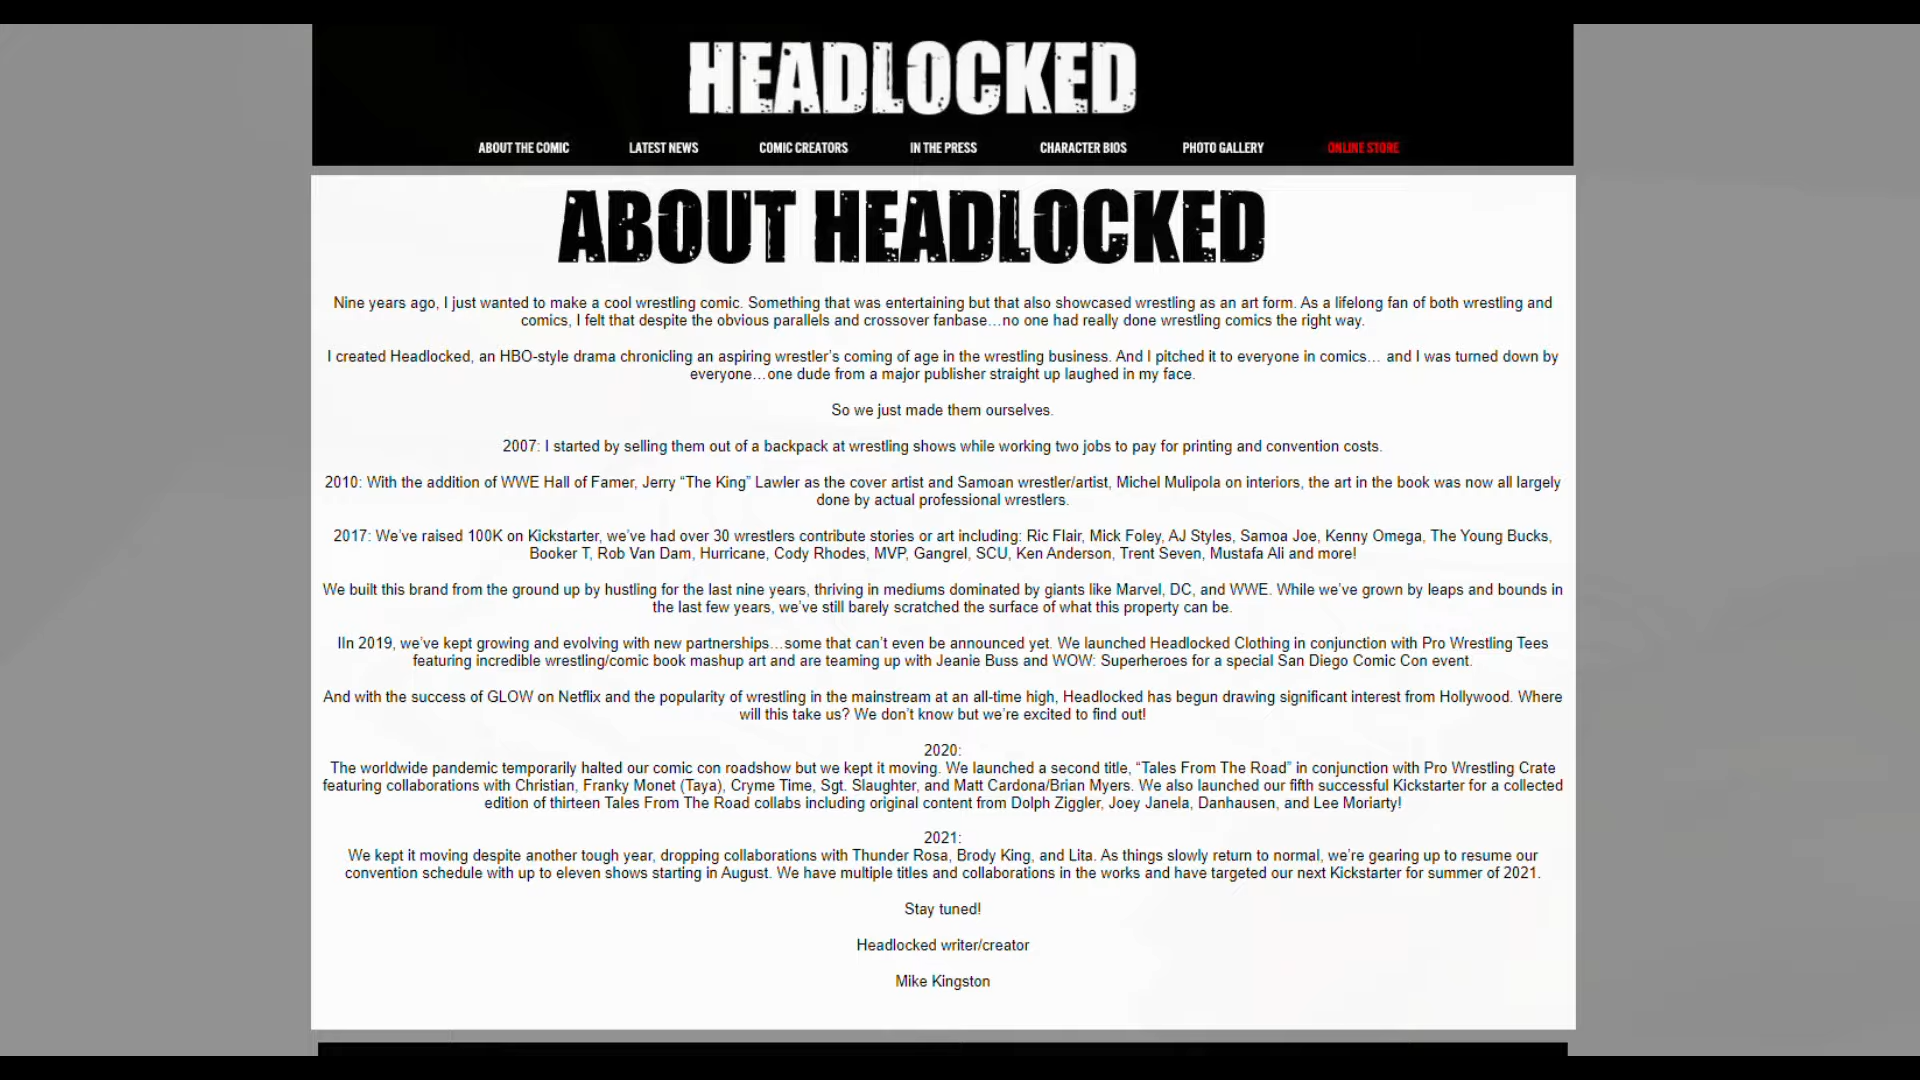 HEADLOCKED
ABOUT THE COMIC LATEST NEWS COMIC CREATORS IN THE PRESS CHARACTER BIOS PHOTO GALLERY ONLINE STORE
ABOUT HEADLOCKED
Nine years ago, I just wanted to make a cool wrestling comic. Something that was entertaining but that also showcased wrestling as an art form. As a lifelong fan of both wrestling and
comics, I felt that despite the obvious parallels and crossover fanbase…no one had really done wrestling comics the right way.
I created Headlocked, an HBO-style drama chronicling an aspiring wrestler’s coming of age in the wrestling business. And I pitched it to everyone in comics… and I was turned down by
everyone…one dude from a major publisher straight up laughed in my face.
So we just made them ourselves.
2007: I started by selling them out of a backpack at wrestling shows while working two jobs to pay for printing and convention costs.
2010: With the addition of WWE Hall of Famer, Jerry “The King” Lawler as the cover artist and Samoan wrestler/artist, Michel Mulipola on interiors, the art in the book was now all largely
done by actual professional wrestlers.
2017: We’ve raised 100K on Kickstarter, we’ve had over 30 wrestlers contribute stories or art including: Ric Flair, Mick Foley, AJ Styles, Samoa Joe, Kenny Omega, The Young Bucks,
Booker T, Rob Van Dam, Hurricane, Cody Rhodes, MVP, Gangrel, SCU, Ken Anderson, Trent Seven, Mustafa Ali and more!
We built this brand from the ground up by hustling for the last nine years, thriving in mediums dominated by giants like Marvel, DC, and WWE. While we’ve grown by leaps and bounds in
the last few years, we’ve still barely scratched the surface of what this property can be.
IIn 2019, we’ve kept growing and evolving with new partnerships…some that can’t even be announced yet. We launched Headlocked Clothing in conjunction with Pro Wrestling Tees
featuring incredible wrestling/comic book mashup art and are teaming up with Jeanie Buss and WOW: Superheroes for a special San Diego Comic Con event.
And with the success of GLOW on Netflix and the popularity of wrestling in the mainstream at an all-time high, Headlocked has begun drawing significant interest from Hollywood. Where
will this take us? We don’t know but we’re excited to find out!
2020:
The worldwide pandemic temporarily halted our comic con roadshow but we kept it moving. We launched a second title, “Tales From The Road” in conjunction with Pro Wrestling Crate
featuring collaborations with Christian, Franky Monet (Taya), Cryme Time, Sgt. Slaughter, and Matt Cardona/Brian Myers. We also launched our fifth successful Kickstarter for a collected
edition of thirteen Tales From The Road collabs including original content from Dolph Ziggler, Joey Janela, Danhausen, and Lee Moriarty!
2021:
We kept it moving despite another tough year, dropping collaborations with Thunder Rosa, Brody King, and Lita. As things slowly return to normal, we’re gearing up to resume our
convention schedule with up to eleven shows starting in August. We have multiple titles and collaborations in the works and have targeted our next Kickstarter for summer of 2021.
Stay tuned!
Headlocked writer/creator
Mike Kingston